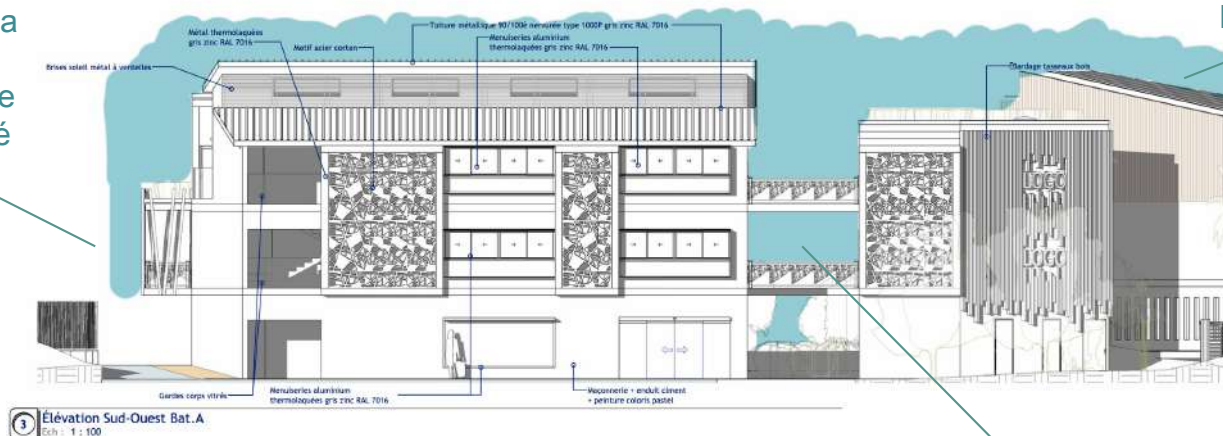 a
e
é
Toiture métallique 90/100è nervurée type 1000P gris zinc RAL 7016
Métal thermolaquées
gris zinc RAL 7016
Motif acier corten
Menuiseries aluminium
thermolaquées gris zinc RAL 7016
Brises soleil métal à ventelles
Bardage tasseaux bois
LOGO
LOGO
Gardes corps vitrés
Menuiseries aluminium
thermolaquées gris zinc RAL 7016
Maçonnerie + enduit ciment
+ peinture coloris pastel
3
Élévation Sud-Ouest Bat.A
Ech : 1 : 100